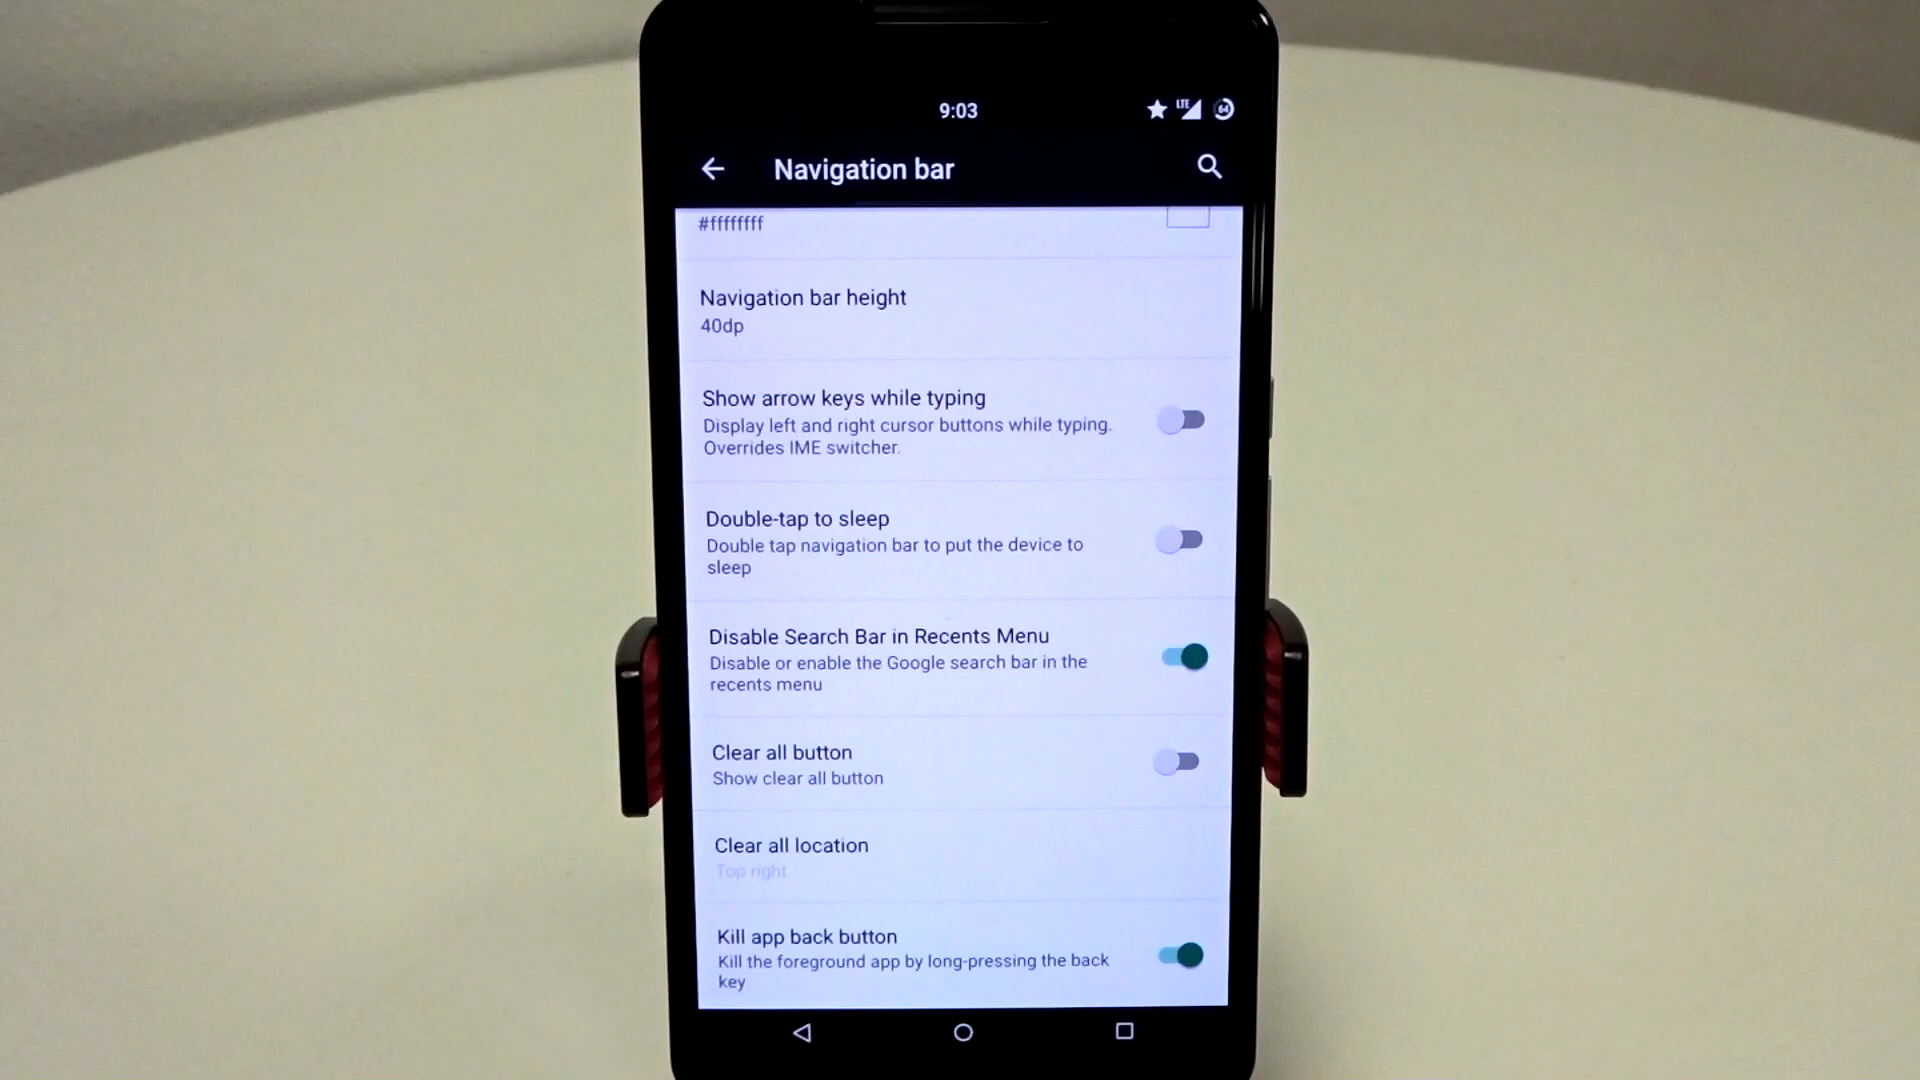 9:03
LTE
64
Navigation bar
#ffffffff
Navigation bar height
40dp
Show arrow keys while typing
Display left and right cursor buttons while typing.
Overrides IME switcher.
Double-tap to sleep
Double tap navigation bar to put the device to
sleep
Disable Search Bar in Recents Menu
Disable or enable the Google search bar in the
recents menu
Clear all button
Show clear all button
Clear all location
Top right
Kill app back button
Kill the foreground app by long-pressing the back
key